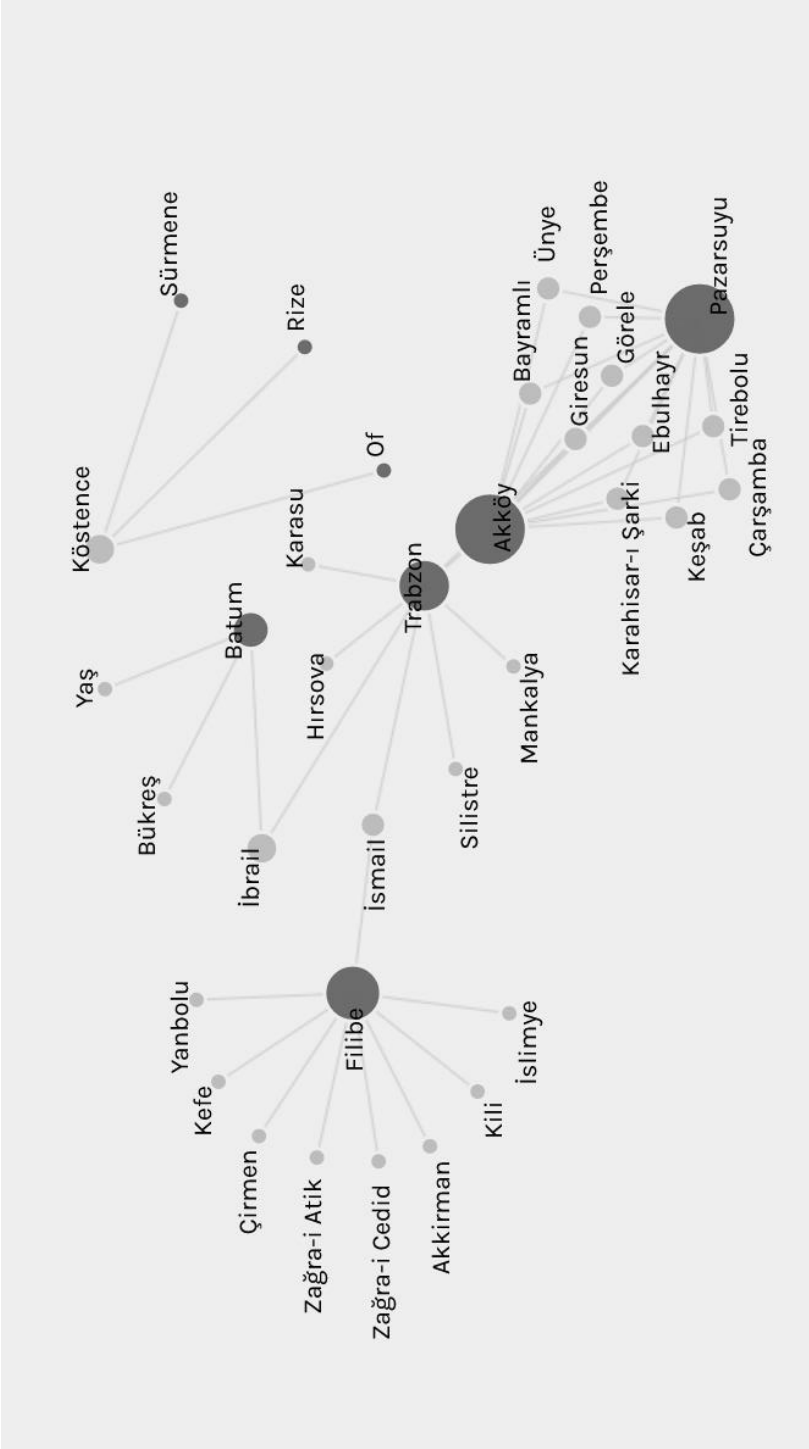 Sürmene
Rize
Köstence
Of
Karasu
Yaş
Batum
Hırsova
Trabzon
Akköy
Bükreş
İbrail
İsmail
Silistre
Mankalya
Ünye
Perşembe
Pazarsuyu
Bayramlı
Giresun
Görele
Ebulhayr
Tirebolu
Karahisar-ı Şarki
Keşab
Çarşamba
Yanbolu
Filibe
İslimye
Kefe
Çirmen
Zağra-i Atik
Zağra-i Cedid
Akkirman
Kili